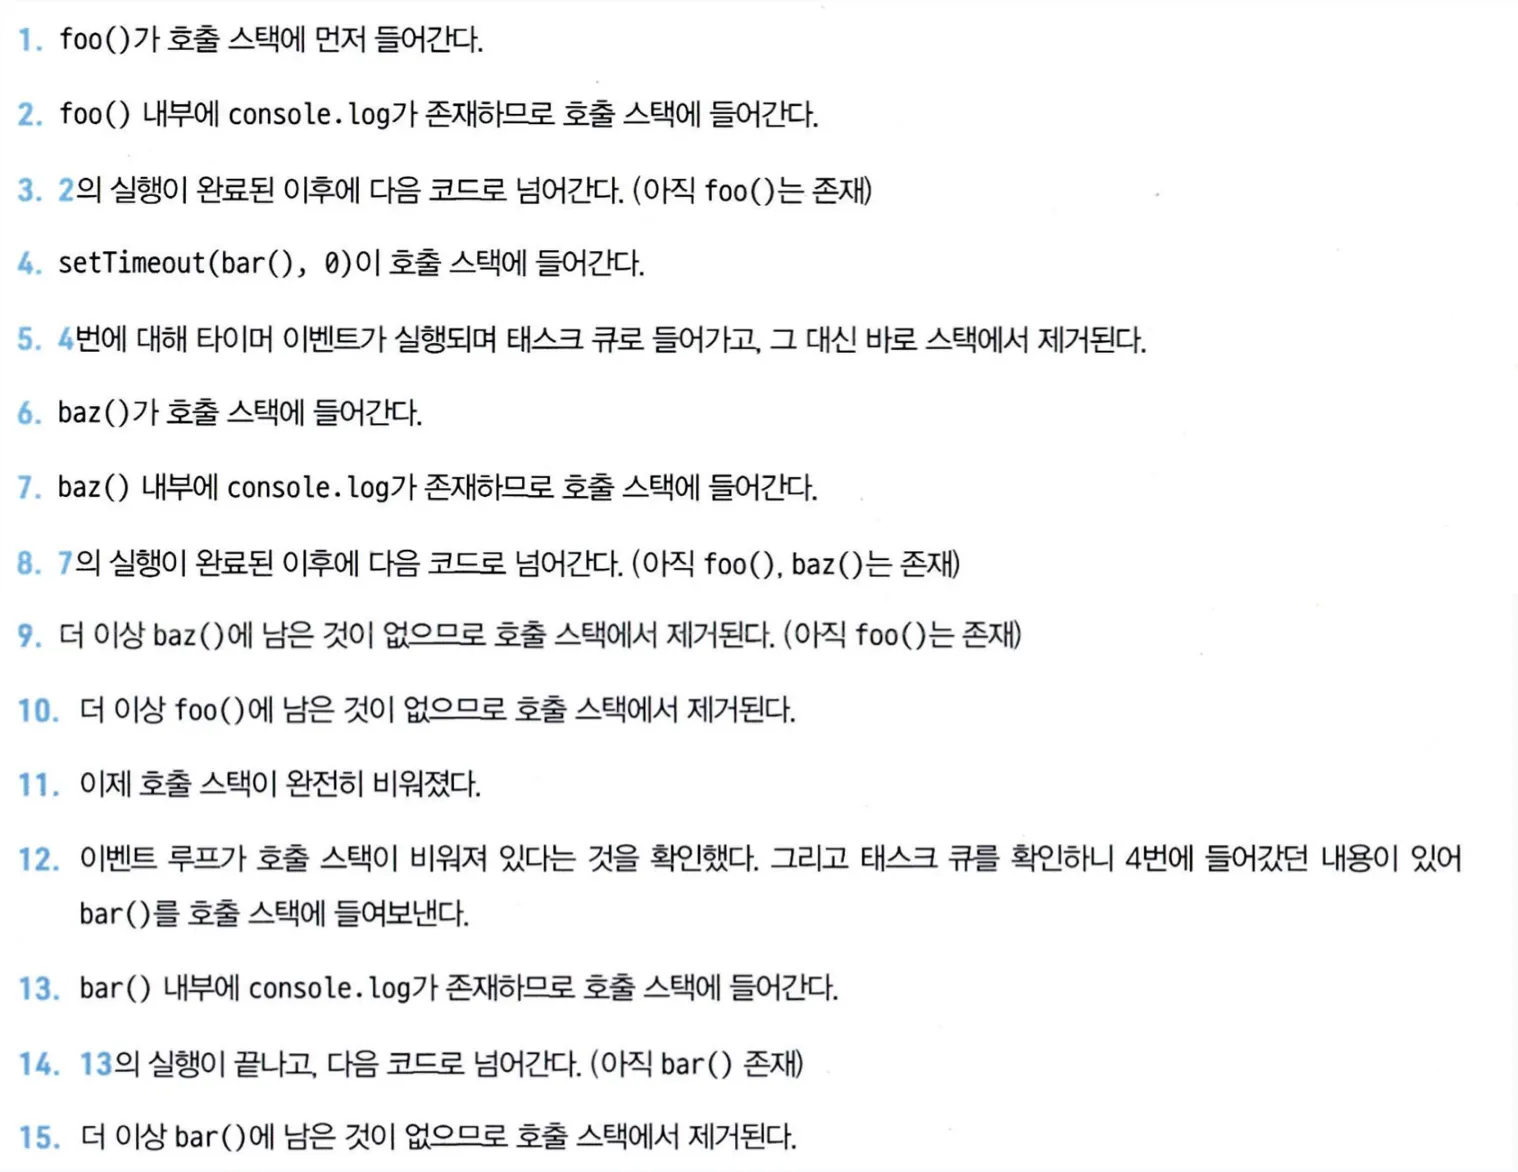 1. foo()가 호출 스택에 먼저 들어간다.
2. foo() 내부에 console.log가 존재하므로 호출 스택에 들어간다.
3. 2의 실행이 완료된 이후에 다음 코드로 넘어간다. (아직 foo()는 존재)
4. setTimeout(bar(), 0)이 호출 스택에 들어간다.
5. 4번에 대해 타이머 이벤트가 실행되며 태스크 큐로 들어가고, 그 대신 바로 스택에서 제거된다.
6. baz()가 호출 스택에 들어간다.
7. baz() 내부에 console.log가 존재하므로 호출 스택에 들어간다.
8. 7의 실행이 완료된 이후에 다음 코드로 넘어간다. (아직 foo(), baz()는 존재)
9. 더 이상 baz()에 남은 것이 없으므로 호출 스택에서 제거된다. (아직 foo()는 존재)
10. 더 이상 foo()에 남은 것이 없으므로 호출 스택에서 제거된다.
11. 이제 호출 스택이 완전히 비워졌다.
12. 이벤트 루프가 호출 스택이 비워져 있다는 것을 확인했다. 그리고 태스크 큐를 확인하니 4번에 들어갔던 내용이 있어
bar()를 호출 스택에 들여보낸다.
13. bar() 내부에 console.log가 존재하므로 호출 스택에 들어간다.
14. 13의 실행이 끝나고, 다음 코드로 넘어간다. (아직 bar() 존재)
15. 더 이상 bar()에 남은 것이 없으므로 호출 스택에서 제거된다.